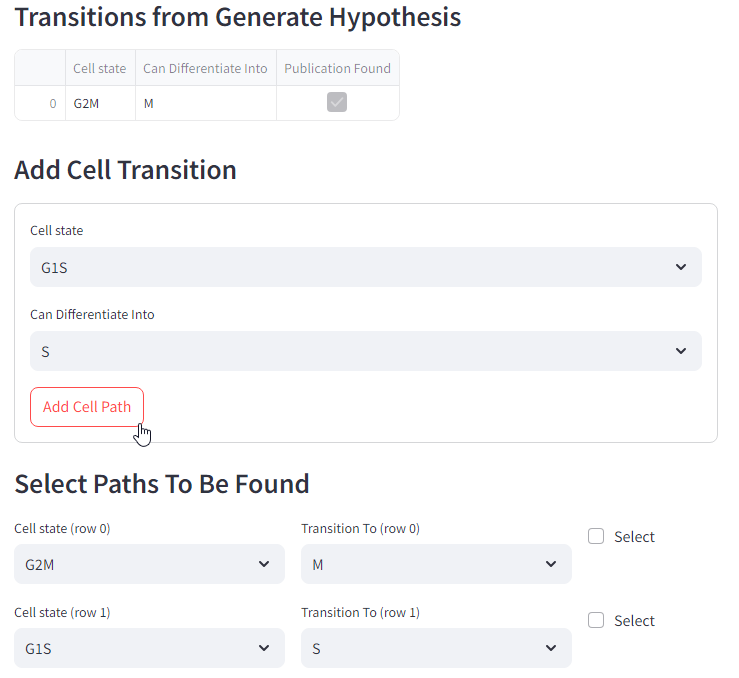 Transitions from Generate Hypothesis
Cell state Can Differentiate Into Publication Found
0 G2M M
Add Cell Transition
Cell state
G1S
Can Differentiate Into
S
Add Cell Path
Select Paths To Be Found
Cell state (row 0) Transition To (row 0)
G2M M Select
Cell state (row 1) Transition To (row 1)
G1S S Select